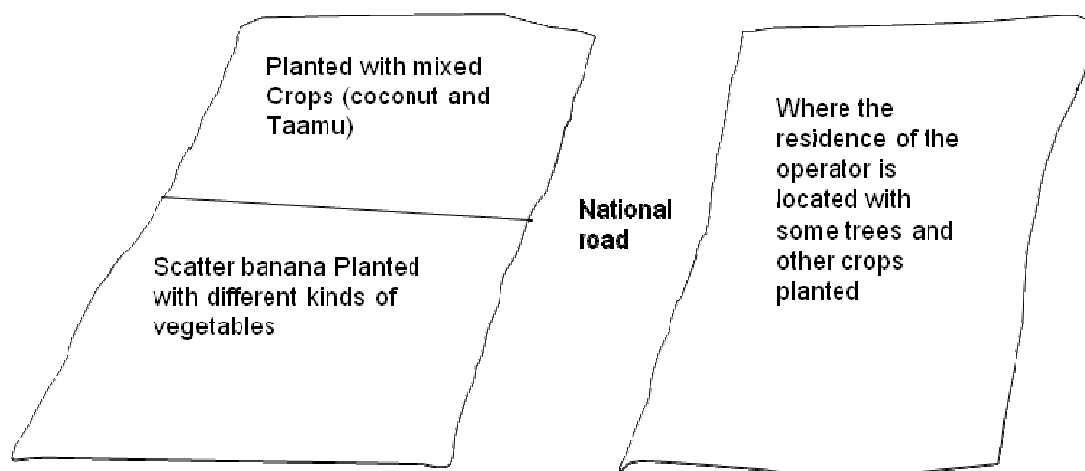 Planted with mixed
Crops (coconut and
Taamu)
Scatter banana Planted
with different kinds of
vegetables
National
road
Where the
residence of the
operator is
located with
some trees and
other crops
planted